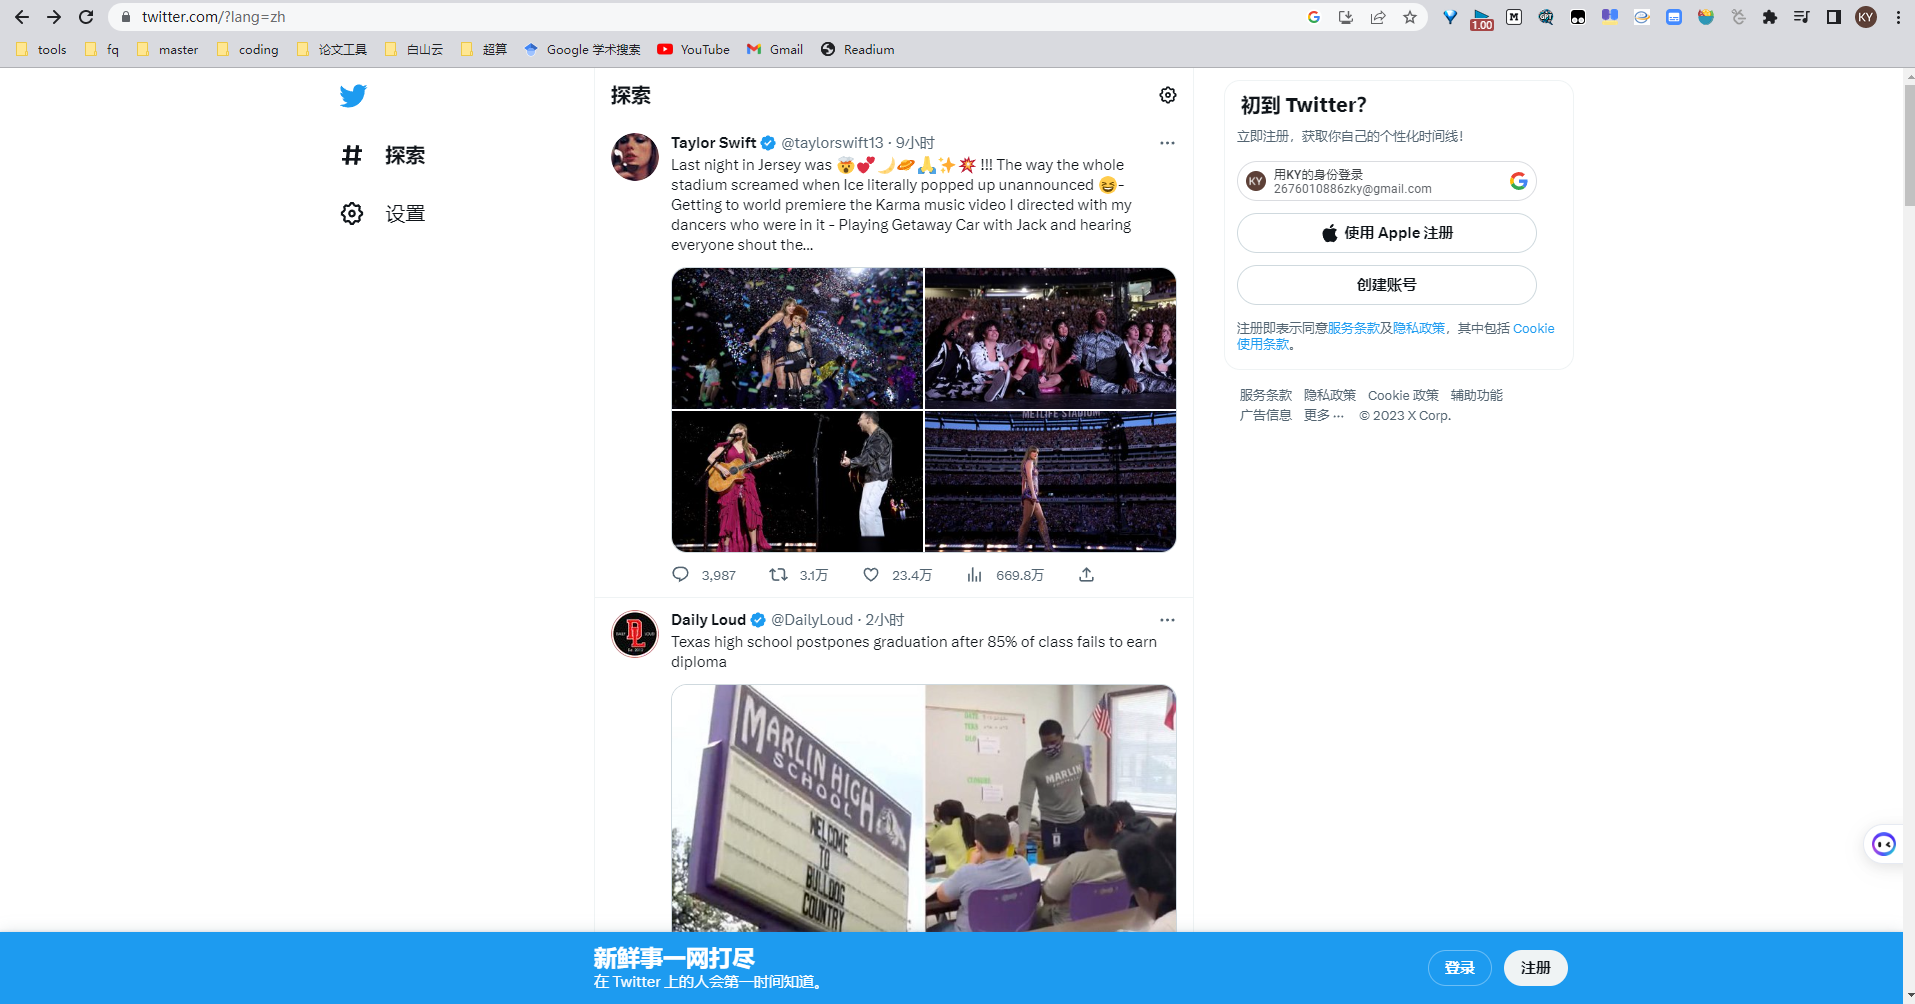 twitter.com/?lang=zh
1.00
M
GPT
KY
tools
fq
master
coding
论文工具
白山云
超算
Google 学术搜索
YouTube
Gmail
Readium
探索
设置
探索
Taylor Swift @taylorswift13 · 9小时
Last night in Jersey was 🤯💕🌙🪐🙏✨💥 !!! The way the whole
stadium screamed when Ice literally popped up unannounced 😆-
Getting to world premiere the Karma music video I directed with my
dancers who were in it - Playing Getaway Car with Jack and hearing
everyone shout the...
METLIFE STADIUM
3,987 3.1万 23.4万 669.8万
Daily Loud @DailyLoud · 2小时
Texas high school postpones graduation after 85% of class fails to earn
diploma
DL
MARLIN HIGH
SCHOOL
WELCOME
TO
BULLDOG
COUNTRY
MARLIN
初到 Twitter？
立即注册，获取你自己的个性化时间线！
KY
用KY的身份登录
2676010886zky@gmail.com
使用 Apple 注册
创建账号
注册即表示同意服务条款及隐私政策，其中包括 Cookie
使用条款。
服务条款 隐私政策 Cookie 政策 辅助功能
广告信息 更多 ··· © 2023 X Corp.
新鲜事一网打尽
在 Twitter 上的人会第一时间知道。
登录
注册